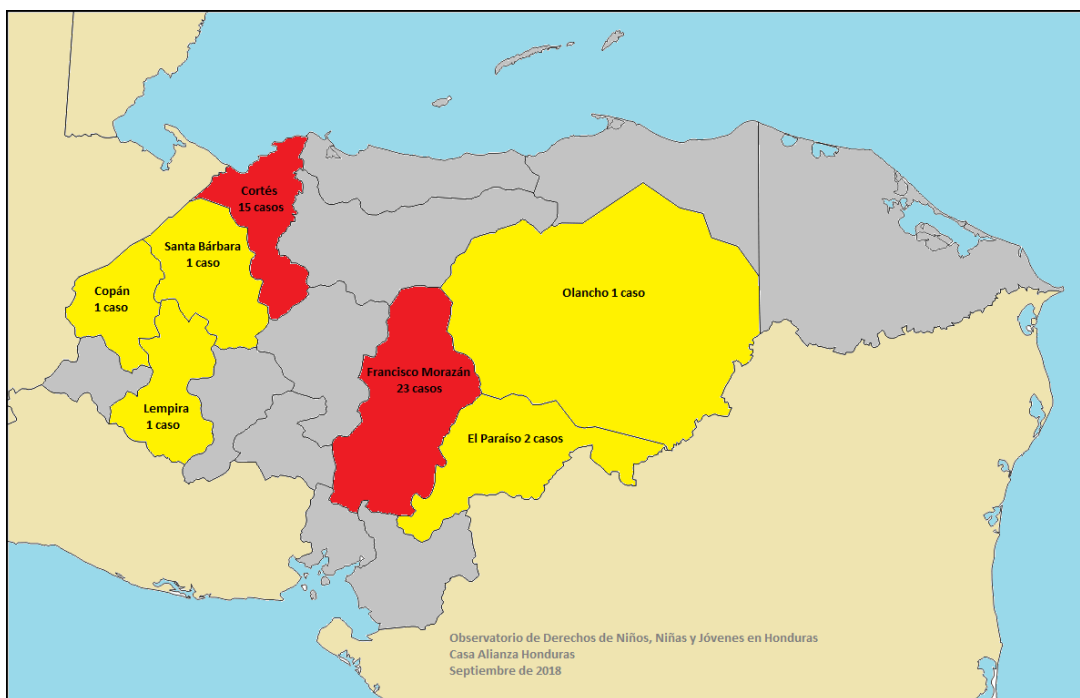 Cortés
15 casos
Santa Bárbara
1 caso
Copán
1 caso
Olancho 1 caso
Francisco Morazán
23 casos
Lempira
1 caso
El Paraíso 2 casos
Observatorio de Derechos de Niños, Niñas y Jóvenes en Honduras
Casa Alianza Honduras
Septiembre de 2018